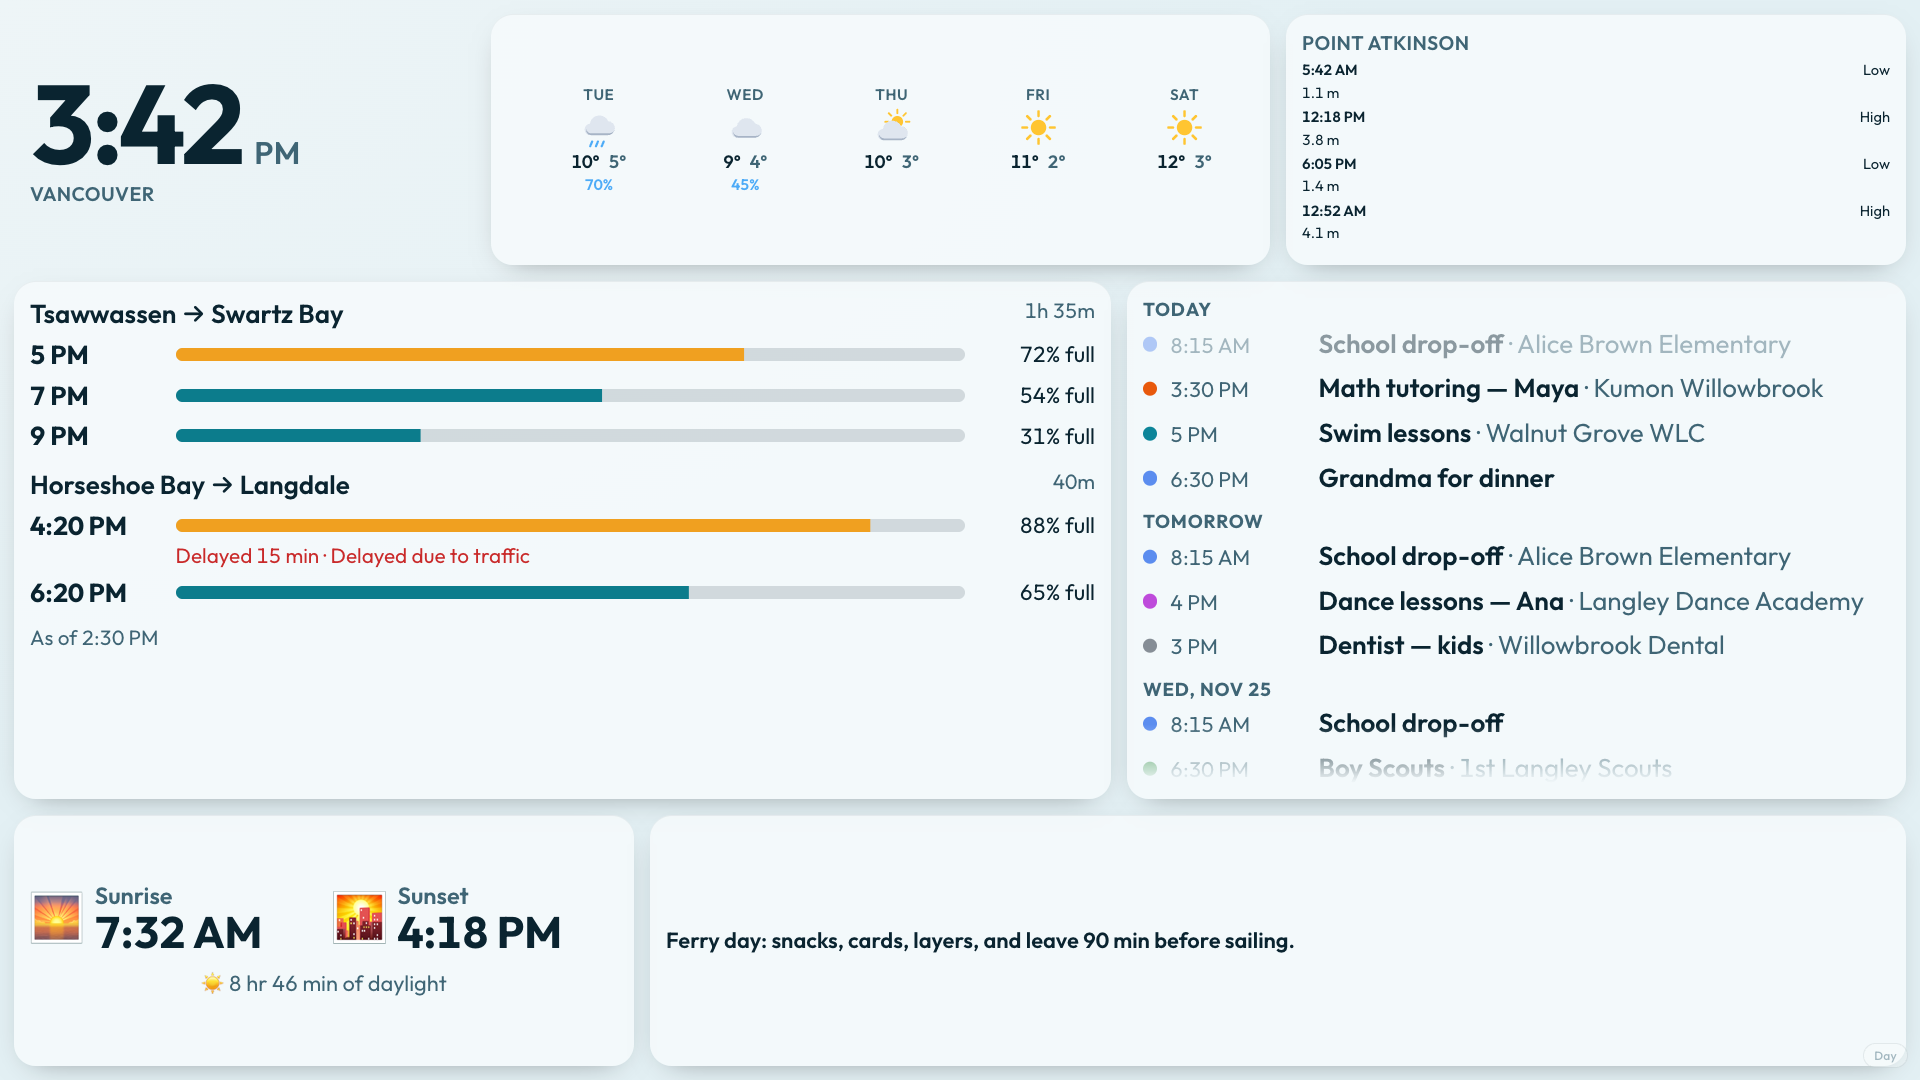 3:42 PM
VANCOUVER
TUE WED THU FRI SAT
10° 5° 9° 4° 10° 3° 11° 2° 12° 3°
70% 45%
POINT ATKINSON
5:42 AM Low
1.1 m
12:18 PM High
3.8 m
6:05 PM Low
1.4 m
12:52 AM High
4.1 m
Tsawwassen → Swartz Bay 1h 35m
5 PM 72% full
7 PM 54% full
9 PM 31% full
Horseshoe Bay → Langdale 40m
4:20 PM 88% full
Delayed 15 min · Delayed due to traffic
6:20 PM 65% full
As of 2:30 PM
TODAY
8:15 AM School drop-off · Alice Brown Elementary
3:30 PM Math tutoring — Maya · Kumon Willowbrook
5 PM Swim lessons · Walnut Grove WLC
6:30 PM Grandma for dinner
TOMORROW
8:15 AM School drop-off · Alice Brown Elementary
4 PM Dance lessons — Ana · Langley Dance Academy
3 PM Dentist — kids · Willowbrook Dental
WED, NOV 25
8:15 AM School drop-off
6:30 PM Boy Scouts · 1st Langley Scouts
Sunrise
7:32 AM
Sunset
4:18 PM
8 hr 46 min of daylight
Ferry day: snacks, cards, layers, and leave 90 min before sailing.
Day